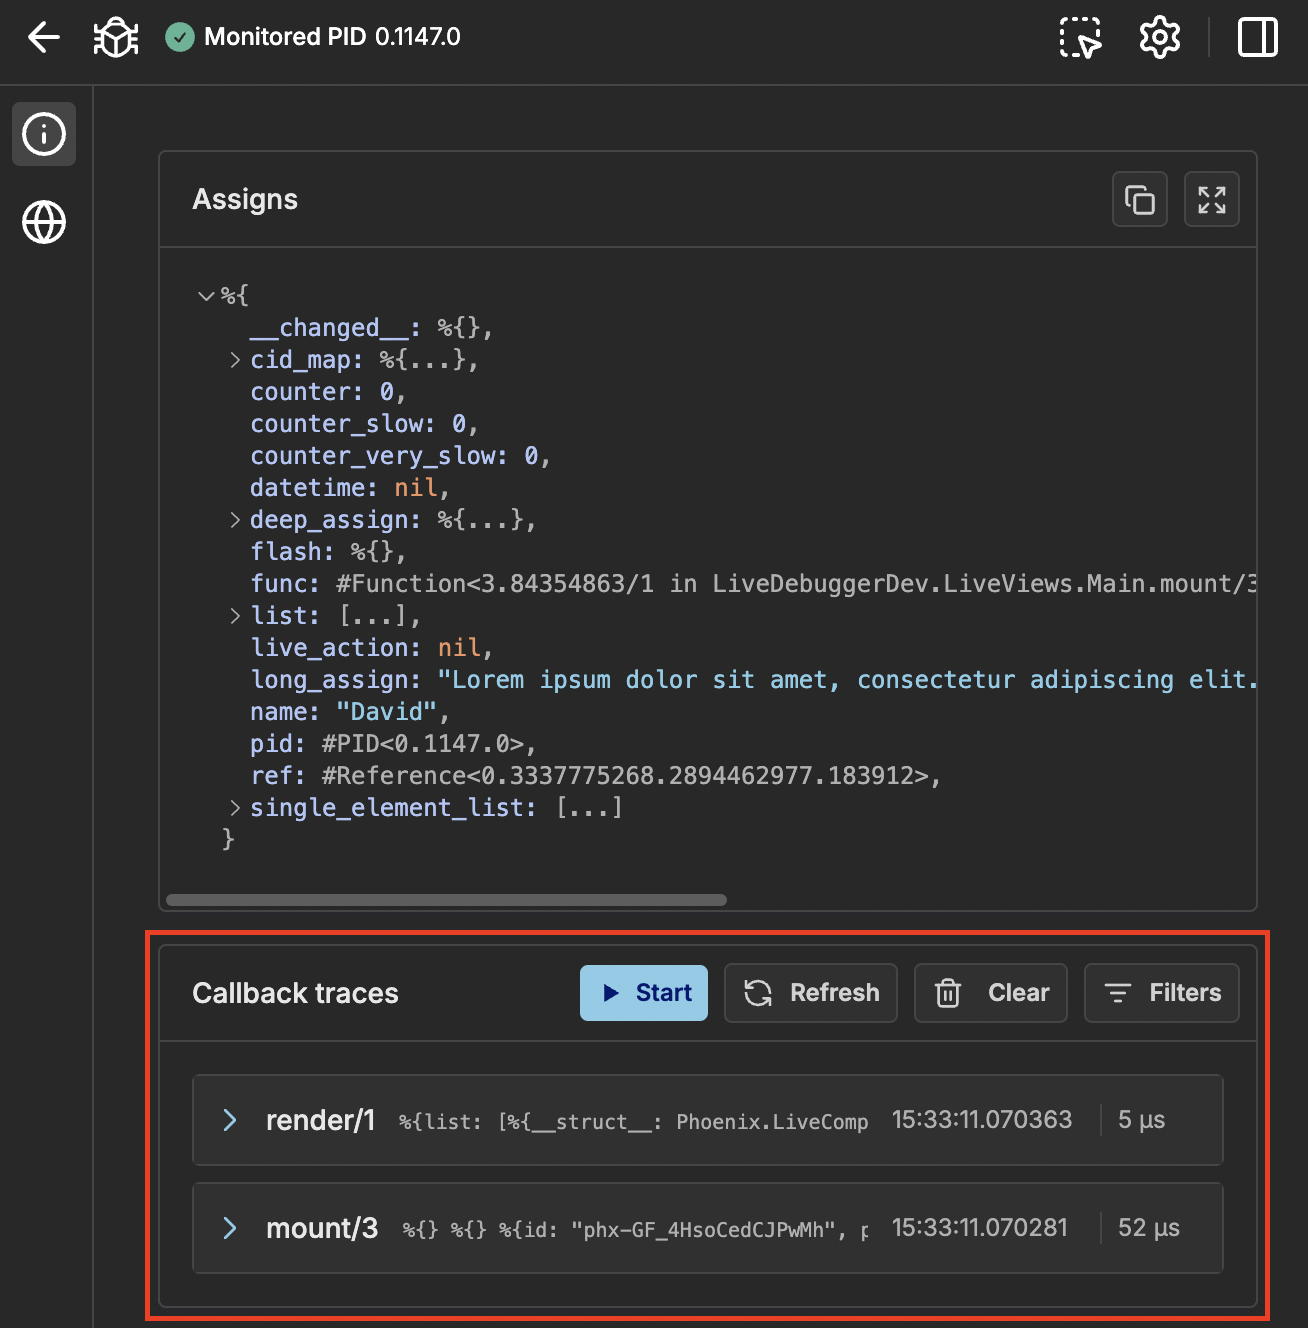 Monitored PID 0.1147.0
Assigns
%{
__changed__: %{},
cid_map: %{...},
counter: 0,
counter_slow: 0,
counter_very_slow: 0,
datetime: nil,
deep_assign: %{...},
flash: %{},
func: #Function<3.84354863/1 in LiveDebuggerDev.LiveViews.Main.mount/3
list: [...],
live_action: nil,
long_assign: "Lorem ipsum dolor sit amet, consectetur adipiscing elit.
name: "David",
pid: #PID<0.1147.0>,
ref: #Reference<0.3337775268.2894462977.183912>,
single_element_list: [...]
}
Callback traces Start Refresh Clear Filters
render/1 %{list: [%{__struct__: Phoenix.LiveComp 15:33:11.070363 5 µs
mount/3 %{} %{} %{id: "phx-GF_4HsoCedCJPwMh", p 15:33:11.070281 52 µs